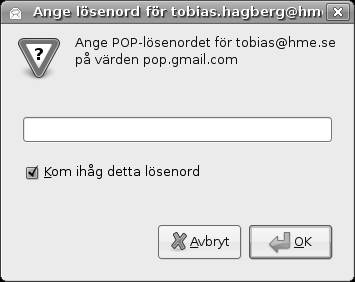 Ange lösenord för tobias.hagberg@hme
Ange POP-lösenordet för tobias@hme.se
på värden pop.gmail.com
Kom ihåg detta lösenord
Avbryt
OK